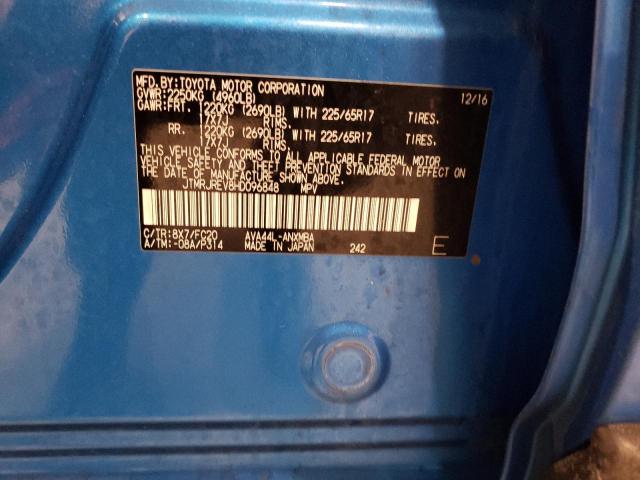 MFD.BY:TOYOTA MOTOR CORPORATION 12/16
GVWR:2250KG (4960LB)
GAWR:FRT. 1220KG (2690LB) WITH 225/65R17 TIRES,
17X7J RIMS,
RR. 1220KG (2690LB) WITH 225/65R17 TIRES,
17X7J RIMS,
THIS VEHICLE CONFORMS TO ALL APPLICABLE FEDERAL MOTOR
VEHICLE SAFETY AND THEFT PREVENTION STANDARDS IN EFFECT ON
THE DATE OF MANUFACTURE SHOWN ABOVE.
JTMRJREV8HD096848 MPV
C/TR:8X7/FC20 AVA44L-ANXMBA
A/TM:-08A/P314 MADE IN JAPAN 242 E